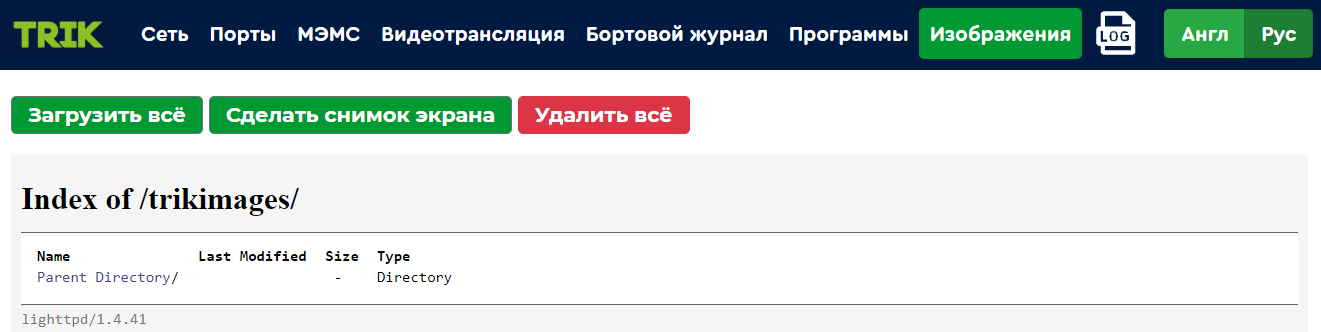 TRIK Сеть Порты МЭМС Видеотрансляция Бортовой журнал Программы Изображения LOG Англ Рус
Загрузить всё Сделать снимок экрана Удалить всё
Index of /trikimages/
Name Last Modified Size Type
Parent Directory/ - Directory
lighttpd/1.4.41